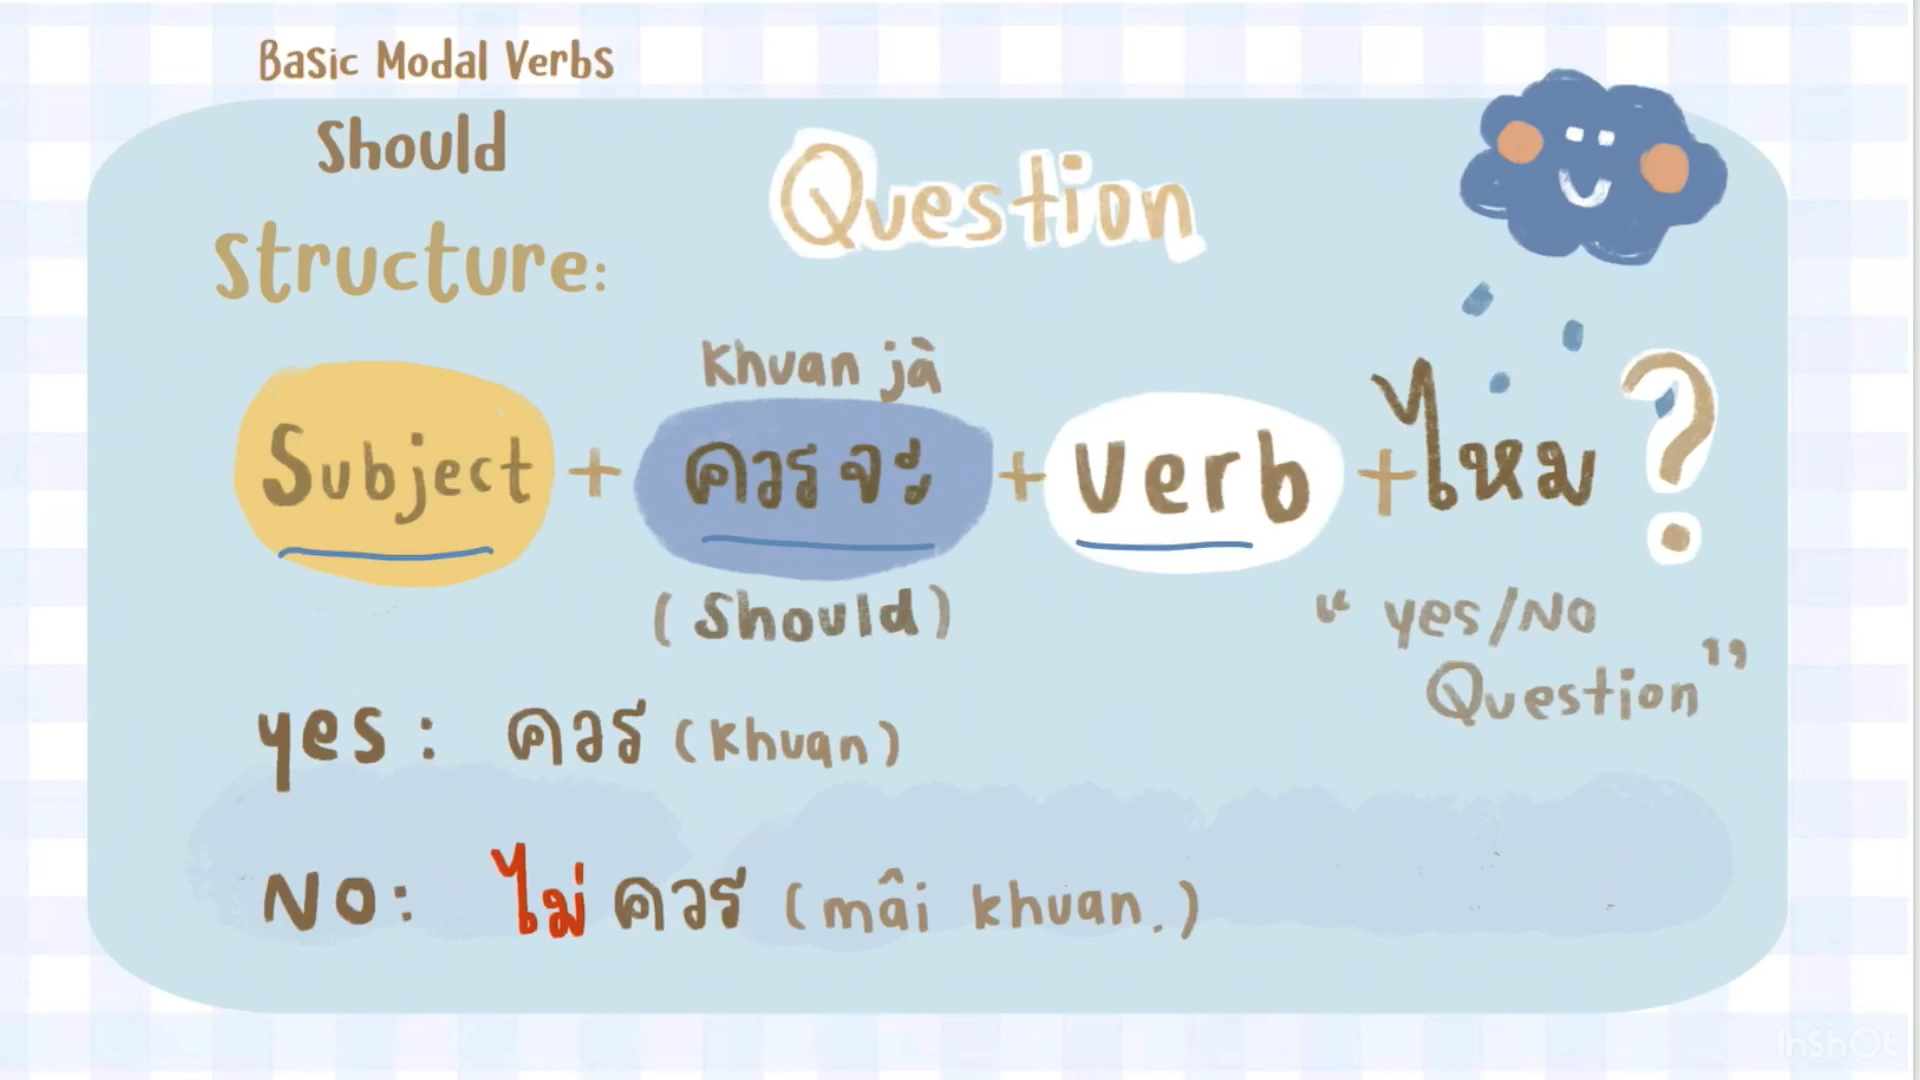 Basic Modal Verbs
Should
Structure:
Question
Khuan jà
Subject + ควรจะ + Verb + ไหม ?
(Should)
“ yes/No
Question ”
yes : ควร (khuan)
No : ไม่ควร (mâi khuan.)
InShOt